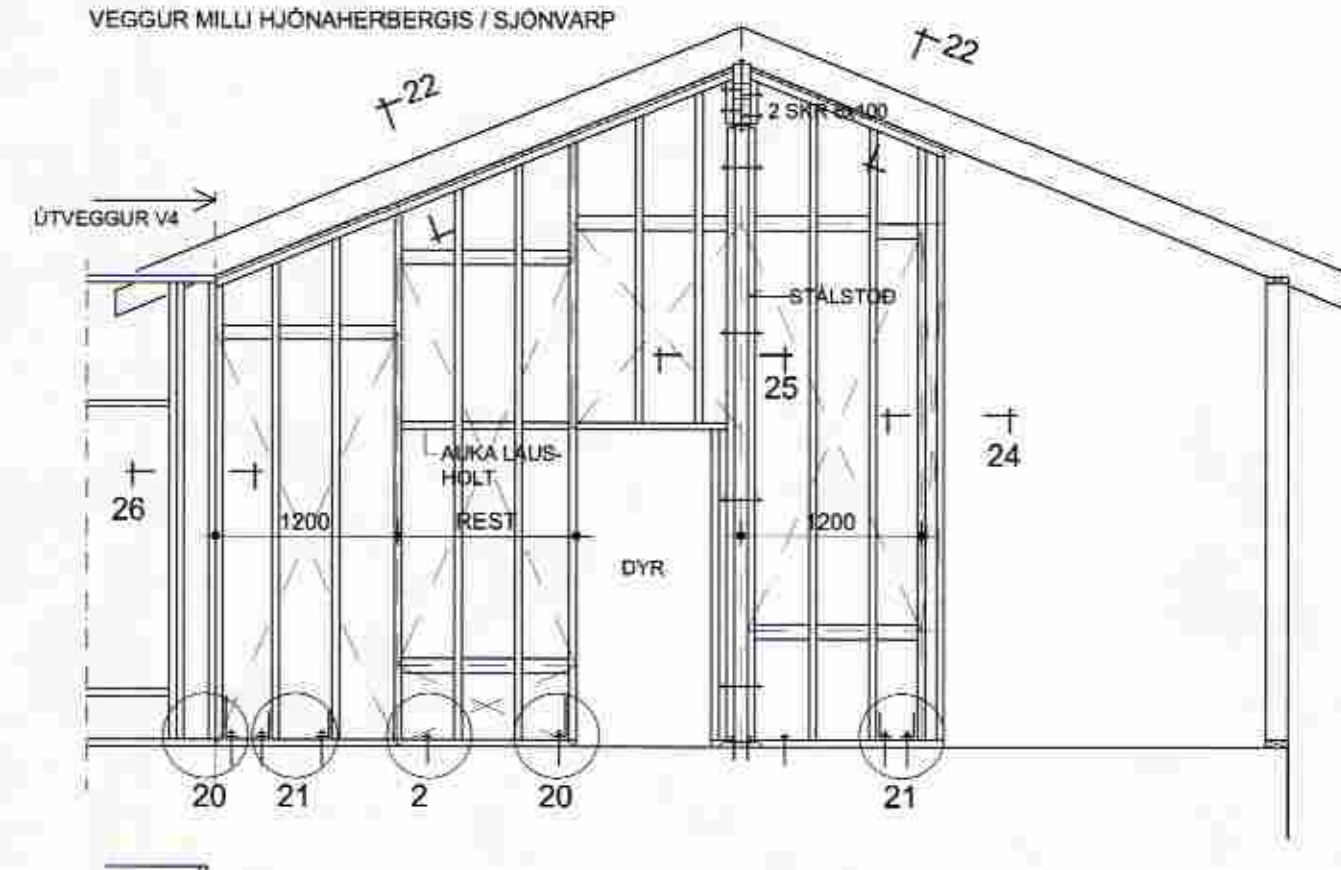 VEGGUR MILLI HJÓNAHERBERGIS / SJÓNVARP
22
22
2 SKR 8x100
ÚTVEGGUR V4
STÁLSTOÐ
25
24
AUKA LAUS-
HOLT
26
1200
REST
1200
DYR
20
21
2
20
21